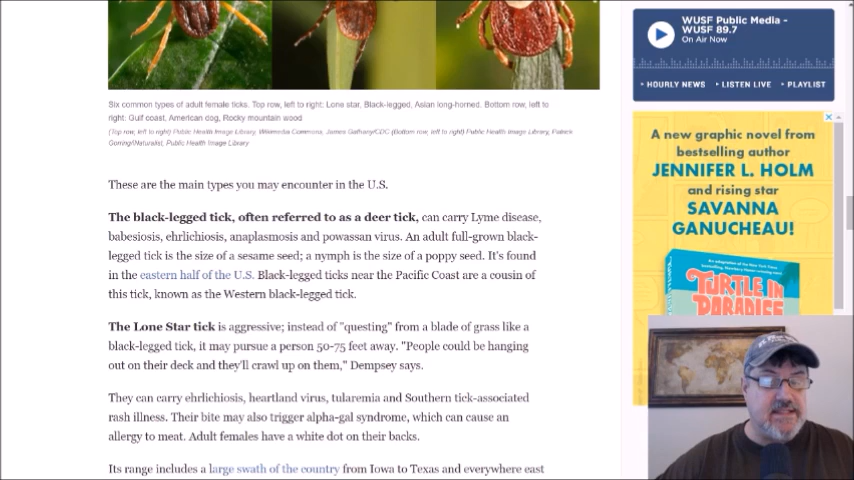 Six common types of adult female ticks. Top row, left to right: Lone star, Black-legged, Asian long-horned. Bottom row, left to
right: Gulf coast, American dog, Rocky mountain wood
(Top row, left to right) Public Health Image Library, Wikimedia Commons, James Gathany/CDC (Bottom row, left to right) Public Health Image Library, Patrick
Gorring/iNaturalist, Public Health Image Library
These are the main types you may encounter in the U.S.
The black-legged tick, often referred to as a deer tick, can carry Lyme disease,
babesiosis, ehrlichiosis, anaplasmosis and powassan virus. An adult full-grown black-
legged tick is the size of a sesame seed; a nymph is the size of a poppy seed. It's found
in the eastern half of the U.S. Black-legged ticks near the Pacific Coast are a cousin of
this tick, known as the Western black-legged tick.
The Lone Star tick is aggressive; instead of "questing" from a blade of grass like a
black-legged tick, it may pursue a person 50-75 feet away. "People could be hanging
out on their deck and they'll crawl up on them," Dempsey says.
They can carry ehrlichiosis, heartland virus, tularemia and Southern tick-associated
rash illness. Their bite may also trigger alpha-gal syndrome, which can cause an
allergy to meat. Adult females have a white dot on their backs.
Its range includes a large swath of the country from Iowa to Texas and everywhere east
WUSF Public Media -
WUSF 89.7
On Air Now
HOURLY NEWS
LISTEN LIVE
PLAYLIST
A new graphic novel from
bestselling author
JENNIFER L. HOLM
and rising star
SAVANNA
GANUCHEAU!
TURTLE IN
PARADISE